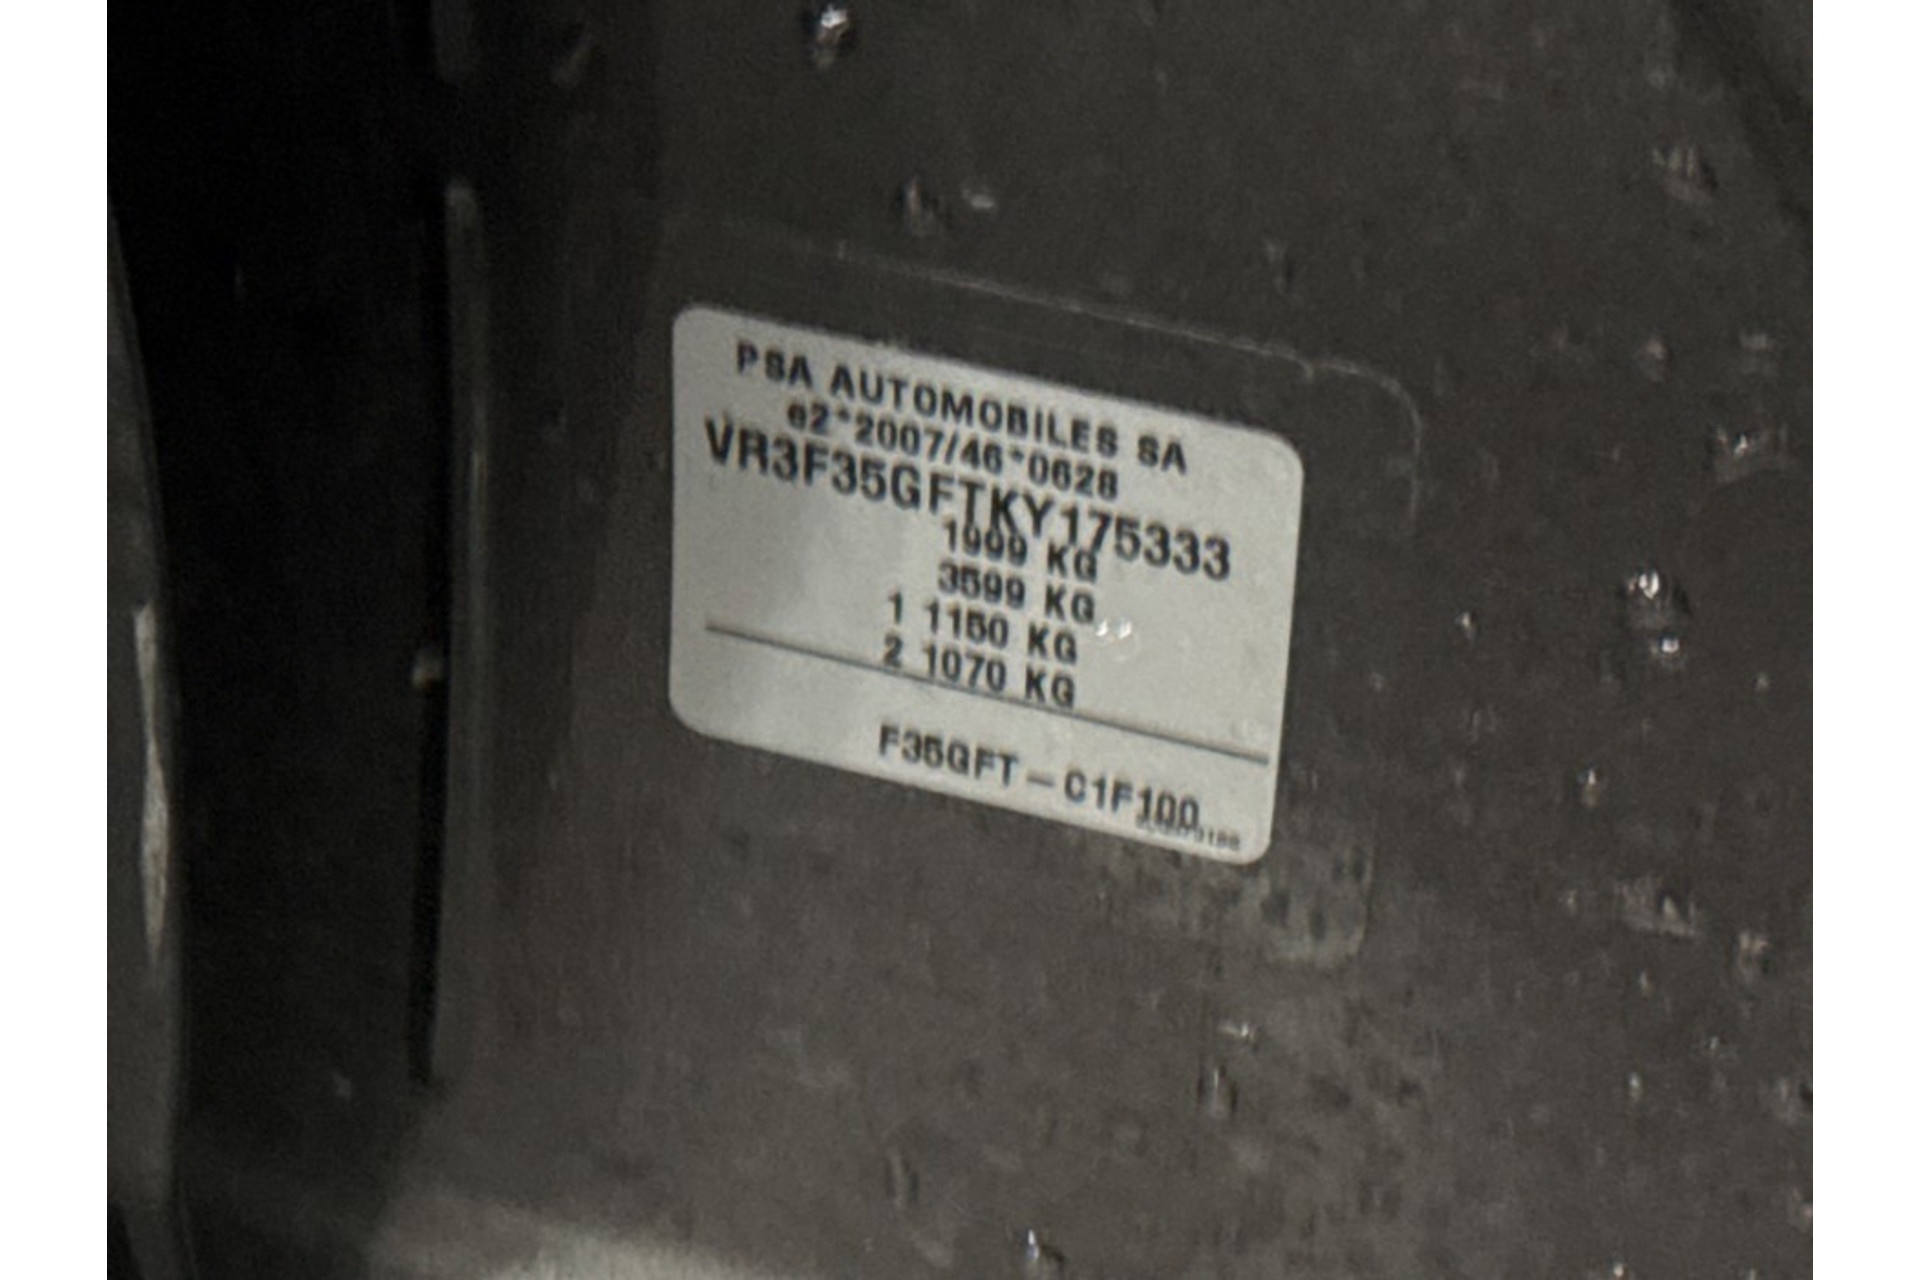 PSA AUTOMOBILES SA
e2*2007/46*0628
VR3F35GFTKY175333
1999 KG
3599 KG
1 1150 KG
2 1070 KG
F35GFT – C1F100